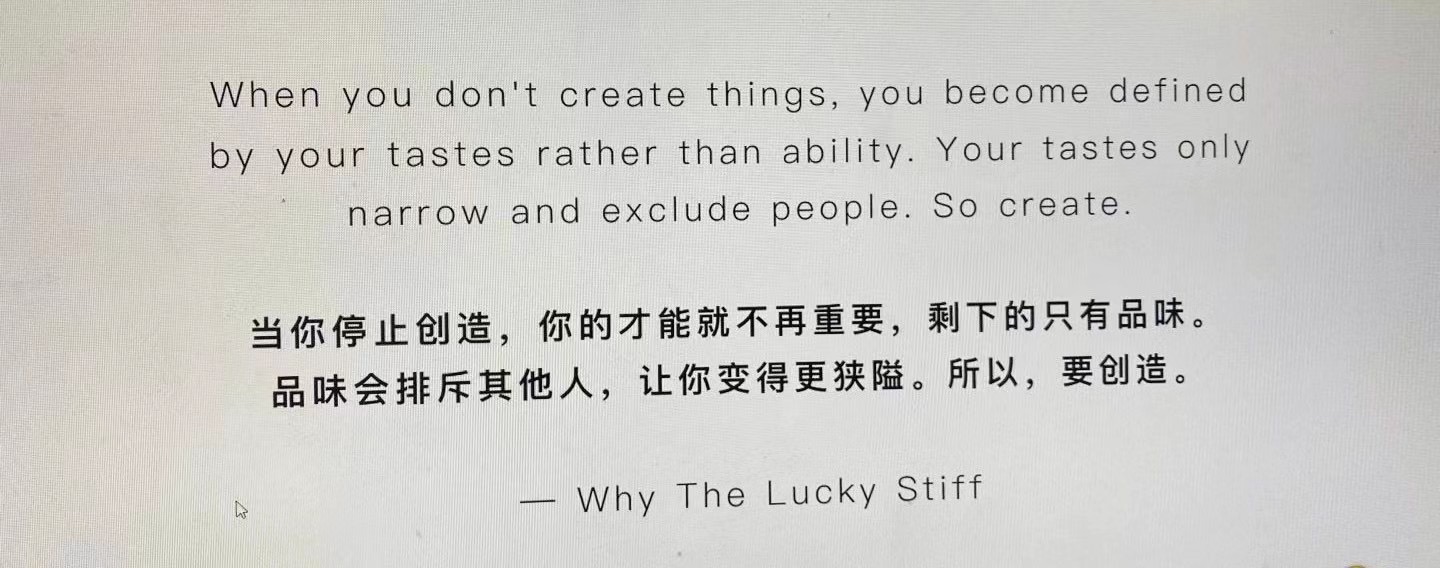 When you don't create things, you become defined
by your tastes rather than ability. Your tastes only
narrow and exclude people. So create.
当你停止创造，你的才能就不再重要，剩下的只有品味。
品味会排斥其他人，让你变得更狭隘。所以，要创造。
— Why The Lucky Stiff